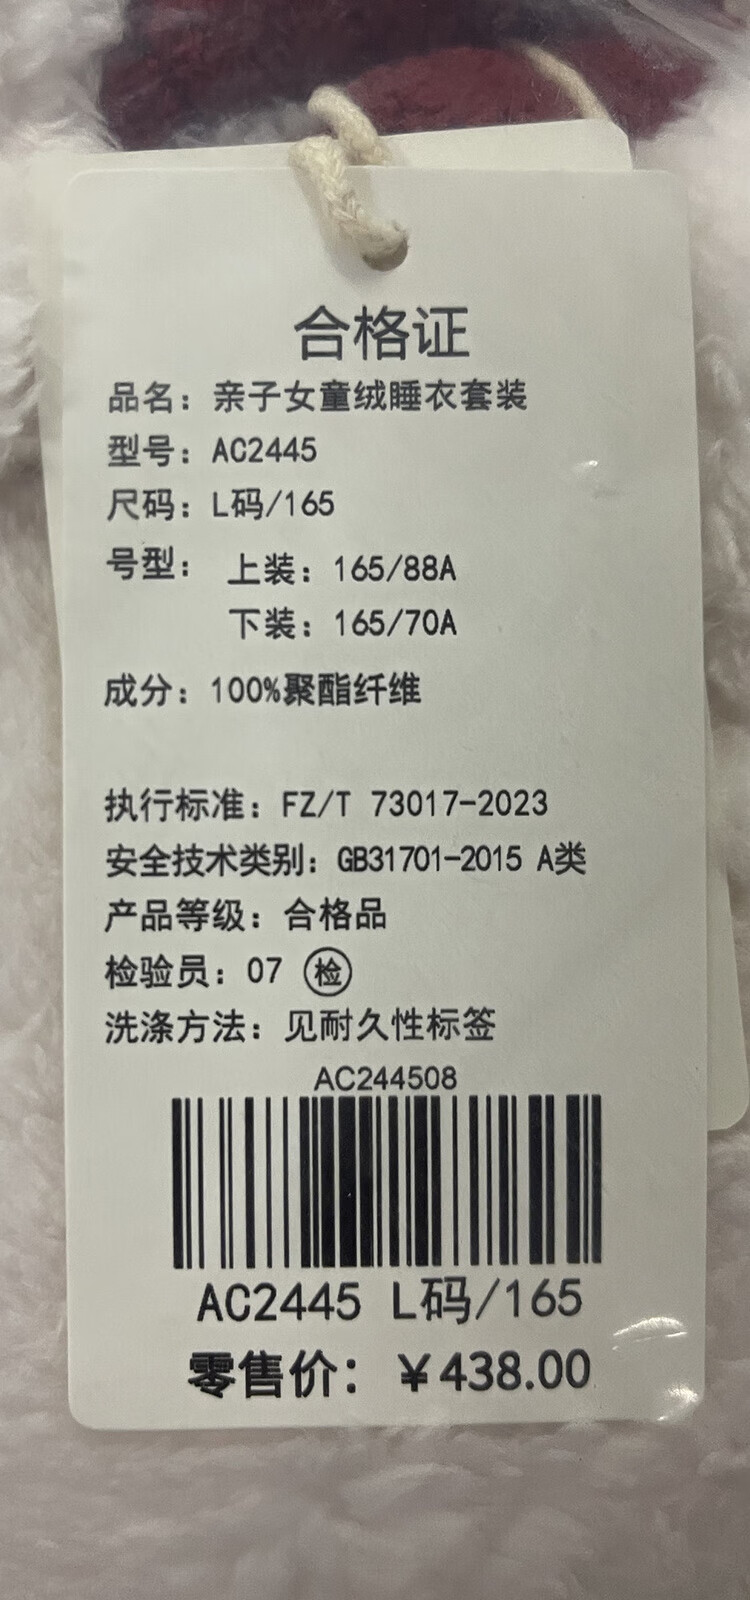 合格证
品名：亲子女童绒睡衣套装
型号：AC2445
尺码：L码/165
号型：上装：165/88A
下装：165/70A
成分：100%聚酯纤维
执行标准：FZ/T 73017-2023
安全技术类别：GB31701-2015 A类
产品等级：合格品
检验员：07 检
洗涤方法：见耐久性标签
AC244508
AC2445 L码/165
零售价：￥438.00